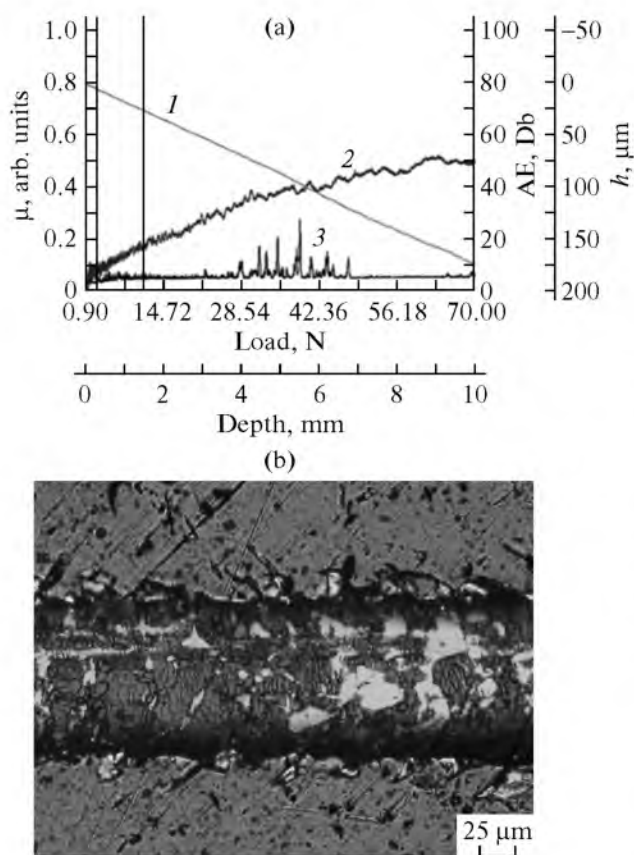 (a)
μ, arb. units
1.0
0.8
0.6
0.4
0.2
0
1
2
3
100
80
60
40
20
10
0
AE, Db
–50
0
50
100
150
200
h, μm
0.90 14.72 28.54 42.36 56.18 70.00
Load, N
0 2 4 6 8 10
Depth, mm
(b)
25 μm